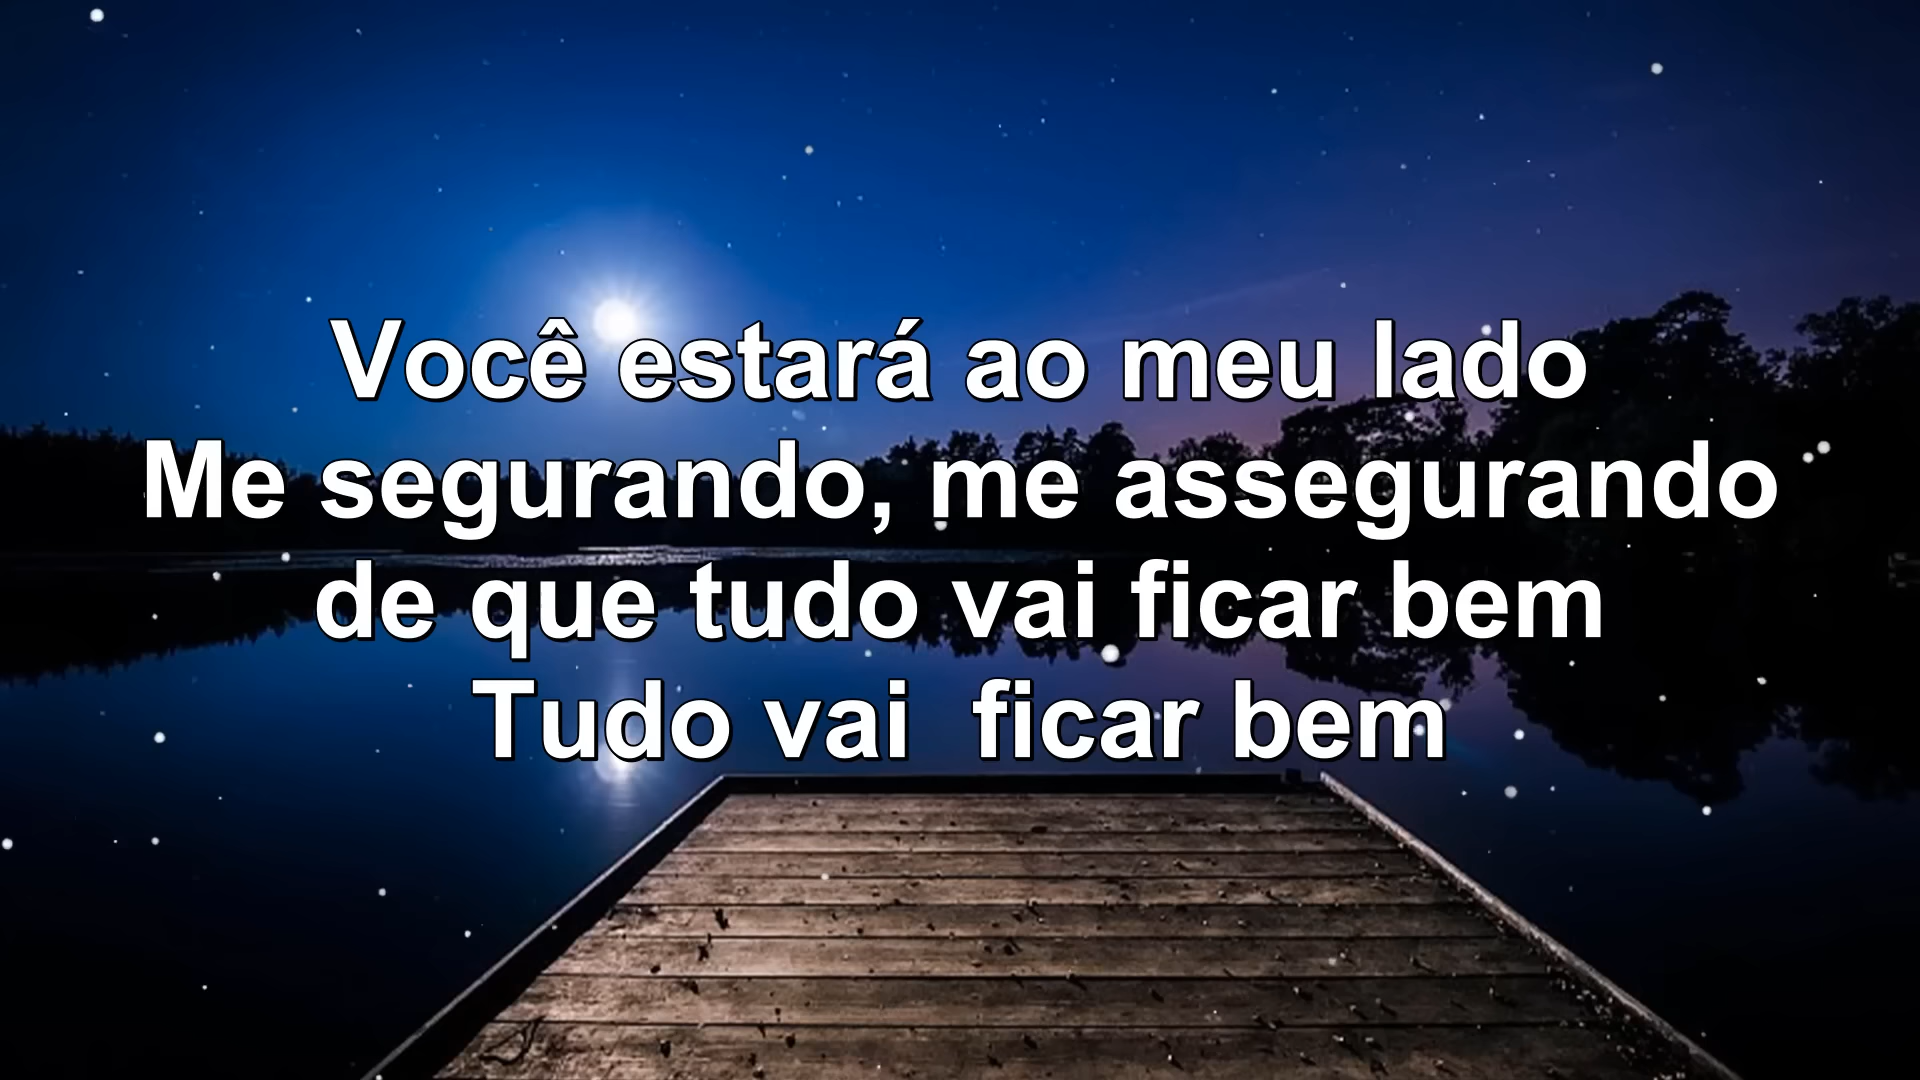 Você estará ao meu lado
Me segurando, me assegurando
de que tudo vai ficar bem
Tudo vai  ficar bem